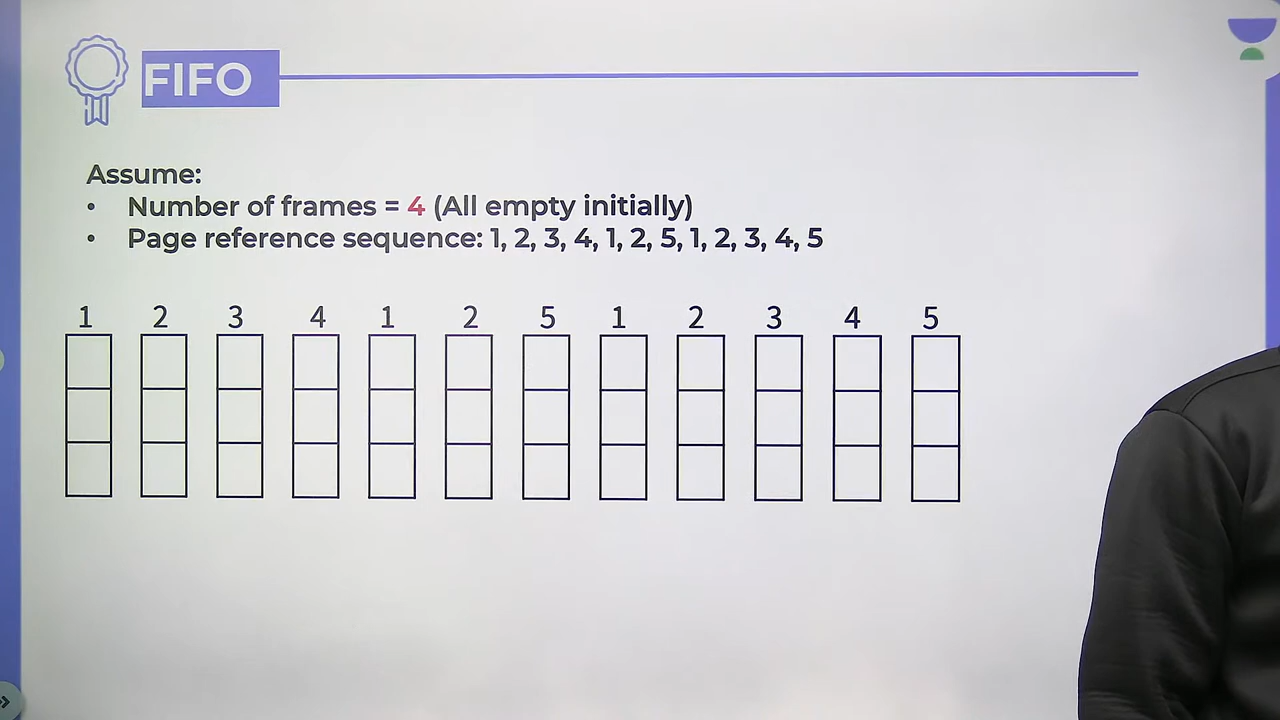 FIFO
Assume:
• Number of frames = 4 (All empty initially)
• Page reference sequence: 1, 2, 3, 4, 1, 2, 5, 1, 2, 3, 4, 5
1 2 3 4 1 2 5 1 2 3 4 5